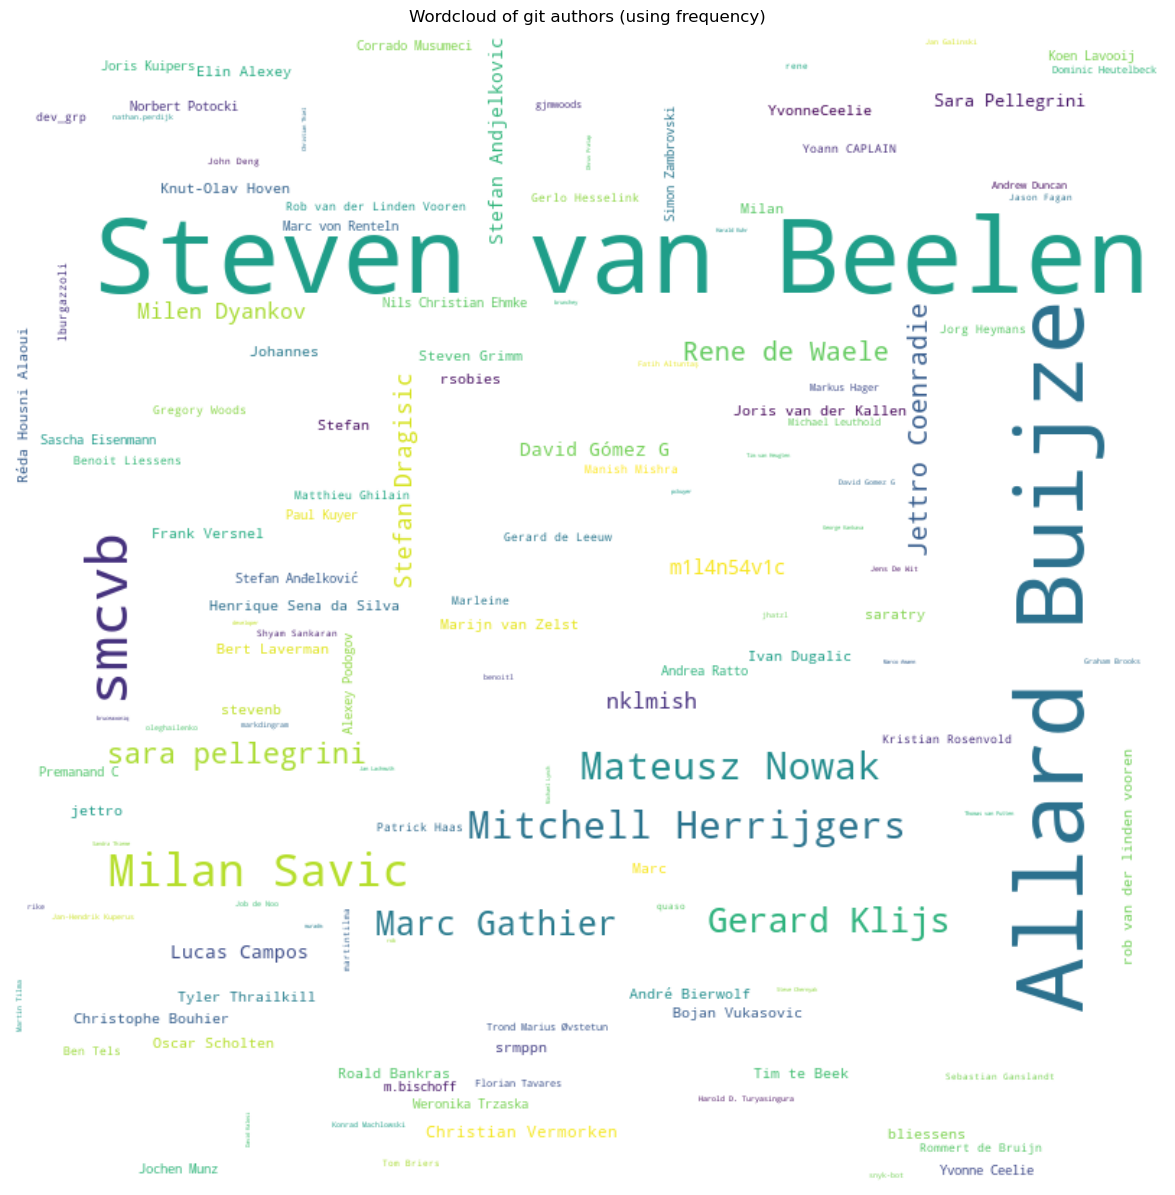 Wordcloud of git authors (using frequency)
Corrado Musumeci
Jan Galinski
Koen Lavooij
Joris Kuipers
Elin Alexey
Stefan Andjelkovic
rene
Dominic Heutelbeck
Norbert Potocki
gjmwoods
YvonneCeelie
Sara Pellegrini
dev_grp
nathan.perdijk
Simon Zambrovski
Yoann CAPLAIN
John Deng
Knut-Olav Hoven
Gerlo Hesselink
Andrew Duncan
Jason Fagan
Rob van der Linden Vooren
Milan
Marc von Renteln
Steven van Beelen
lburgazzoli
Milen Dyankov
Nils Christian Ehmke
Jettro Coenradie
Allard Buijze
Jorg Heymans
Réda Housni Alaoui
Johannes
Steven Grimm
Rene de Waele
Fatih Altuntaş
rsobies
Stefan Dragisic
Markus Hager
Gregory Woods
Joris van der Kallen
Michael Leuthold
Stefan
Sascha Eisenmann
David Gómez G
Benoit Liessens
Manish Mishra
Tim van Heugten
David Gomez G
Matthieu Ghilain
Paul Kuyer
Frank Versnel
Gerard de Leeuw
smcvb
m1l4n54v1c
Jens De Wit
Stefan Anđelković
Henrique Sena da Silva
Marleine
jhatzl
saratry
Marijn van Zelst
Shyam Sankaran
Bert Laverman
Alexey Podogov
Ivan Dugalic
Graham Brooks
Andrea Ratto
benoitl
nklmish
stevenb
oleghailenko
markdingram
sara pellegrini
Kristian Rosenvold
Premanand C
Mateusz Nowak
rob van der linden vooren
jettro
Patrick Haas
Mitchell Herrijgers
Thomas van Putten
Milan Savic
Marc
rike
Jan-Hendrik Kuperus
Job de Noo
martintilma
Marc Gathier
quaso
Gerard Klijs
Lucas Campos
Martin Tilma
Tyler Thrailkill
André Bierwolf
Christophe Bouhier
Bojan Vukasovic
Trond Marius Øvstetun
Ben Tels
Oscar Scholten
srmppn
Roald Bankras
Tim te Beek
Sebastian Ganslandt
m.bischoff
Florian Tavares
Weronika Trzaska
Harold D. Turyasingura
Konrad Wachlomski
Christian Vermorken
bliessens
Rommert de Bruijn
Jochen Munz
Tom Briers
snyk-bot
Yvonne Ceelie